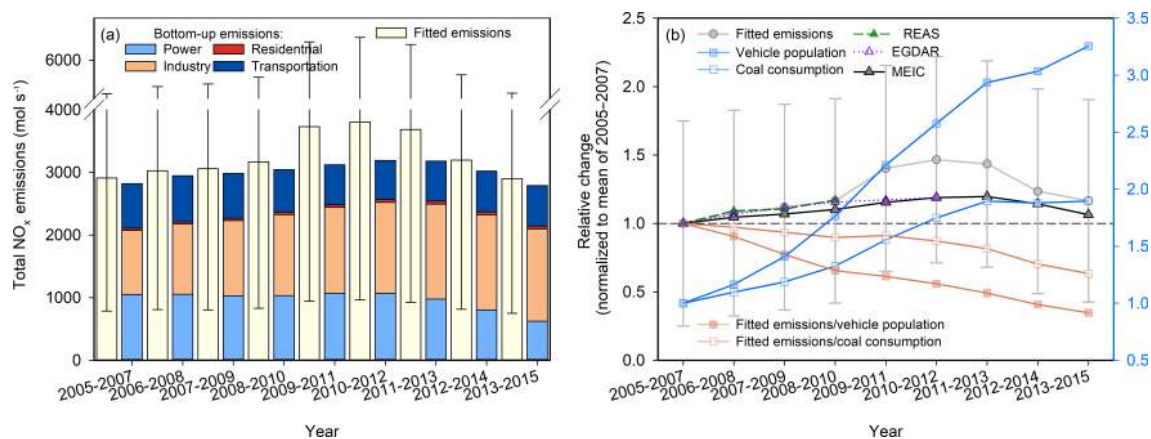 (a)
Bottom-up emissions:
Power
Residentrial
Industry
Transportation
Fitted emissions
6000
4000
3000
2000
1000
0
Total NOx emissions (mol s⁻¹)
2005-2007
2006-2008
2007-2009
2008-2010
2009-2011
2010-2012
2011-2013
2012-2014
2013-2015
Year
(b)
Fitted emissions
Vehicle population
Coal consumption
REAS
EGDAR
MEIC
2.5
2.0
1.5
1.0
0.5
0.0
Relative change
(normalized to mean of 2005–2007)
3.5
3.0
2.5
2.0
1.5
1.0
0.5
Fitted emissions/vehicle population
Fitted emissions/coal consumption
2005-2007
2006-2008
2007-2009
2008-2010
2009-2011
2010-2012
2011-2013
2012-2014
2013-2015
Year